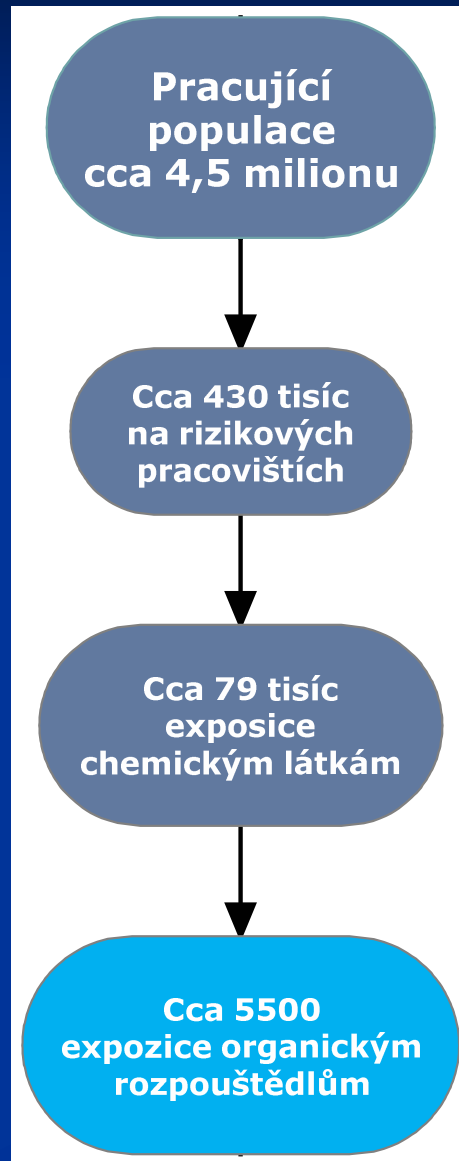 Pracující
populace
cca 4,5 milionu
Cca 430 tisíc
na rizikových
pracovištích
Cca 79 tisíc
exposice
chemickým látkám
Cca 5500
expozice organickým
rozpouštědlům